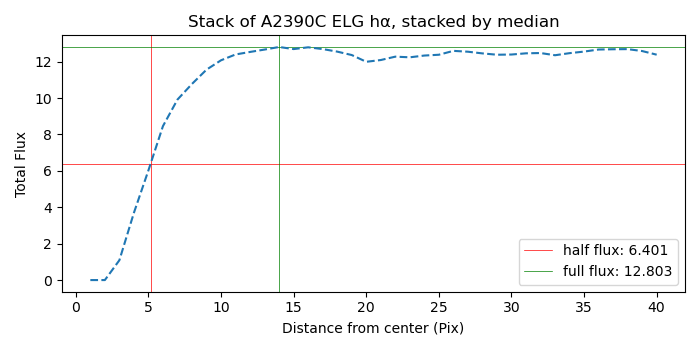 Stack of A2390C ELG hα, stacked by median
Total Flux
12
10
8
6
4
2
0
half flux: 6.401
full flux: 12.803
0 5 10 15 20 25 30 35 40
Distance from center (Pix)